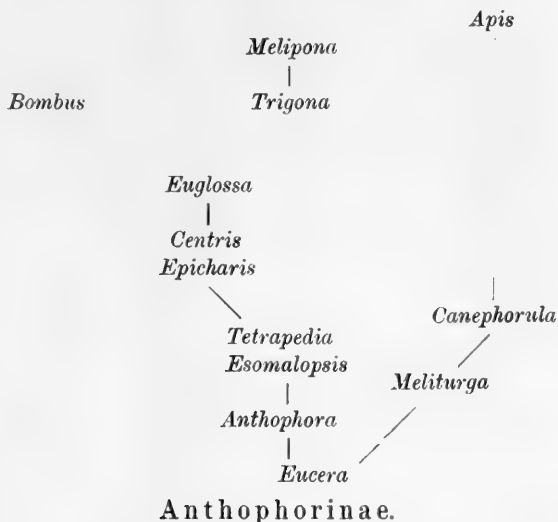 Apis
Melipona
Bombus Trigona
Euglossa
Centris
Epicharis
Canephorula
Tetrapedia
Esomalopsis
Meliturga
Anthophora
Eucera
Anthophorinae.